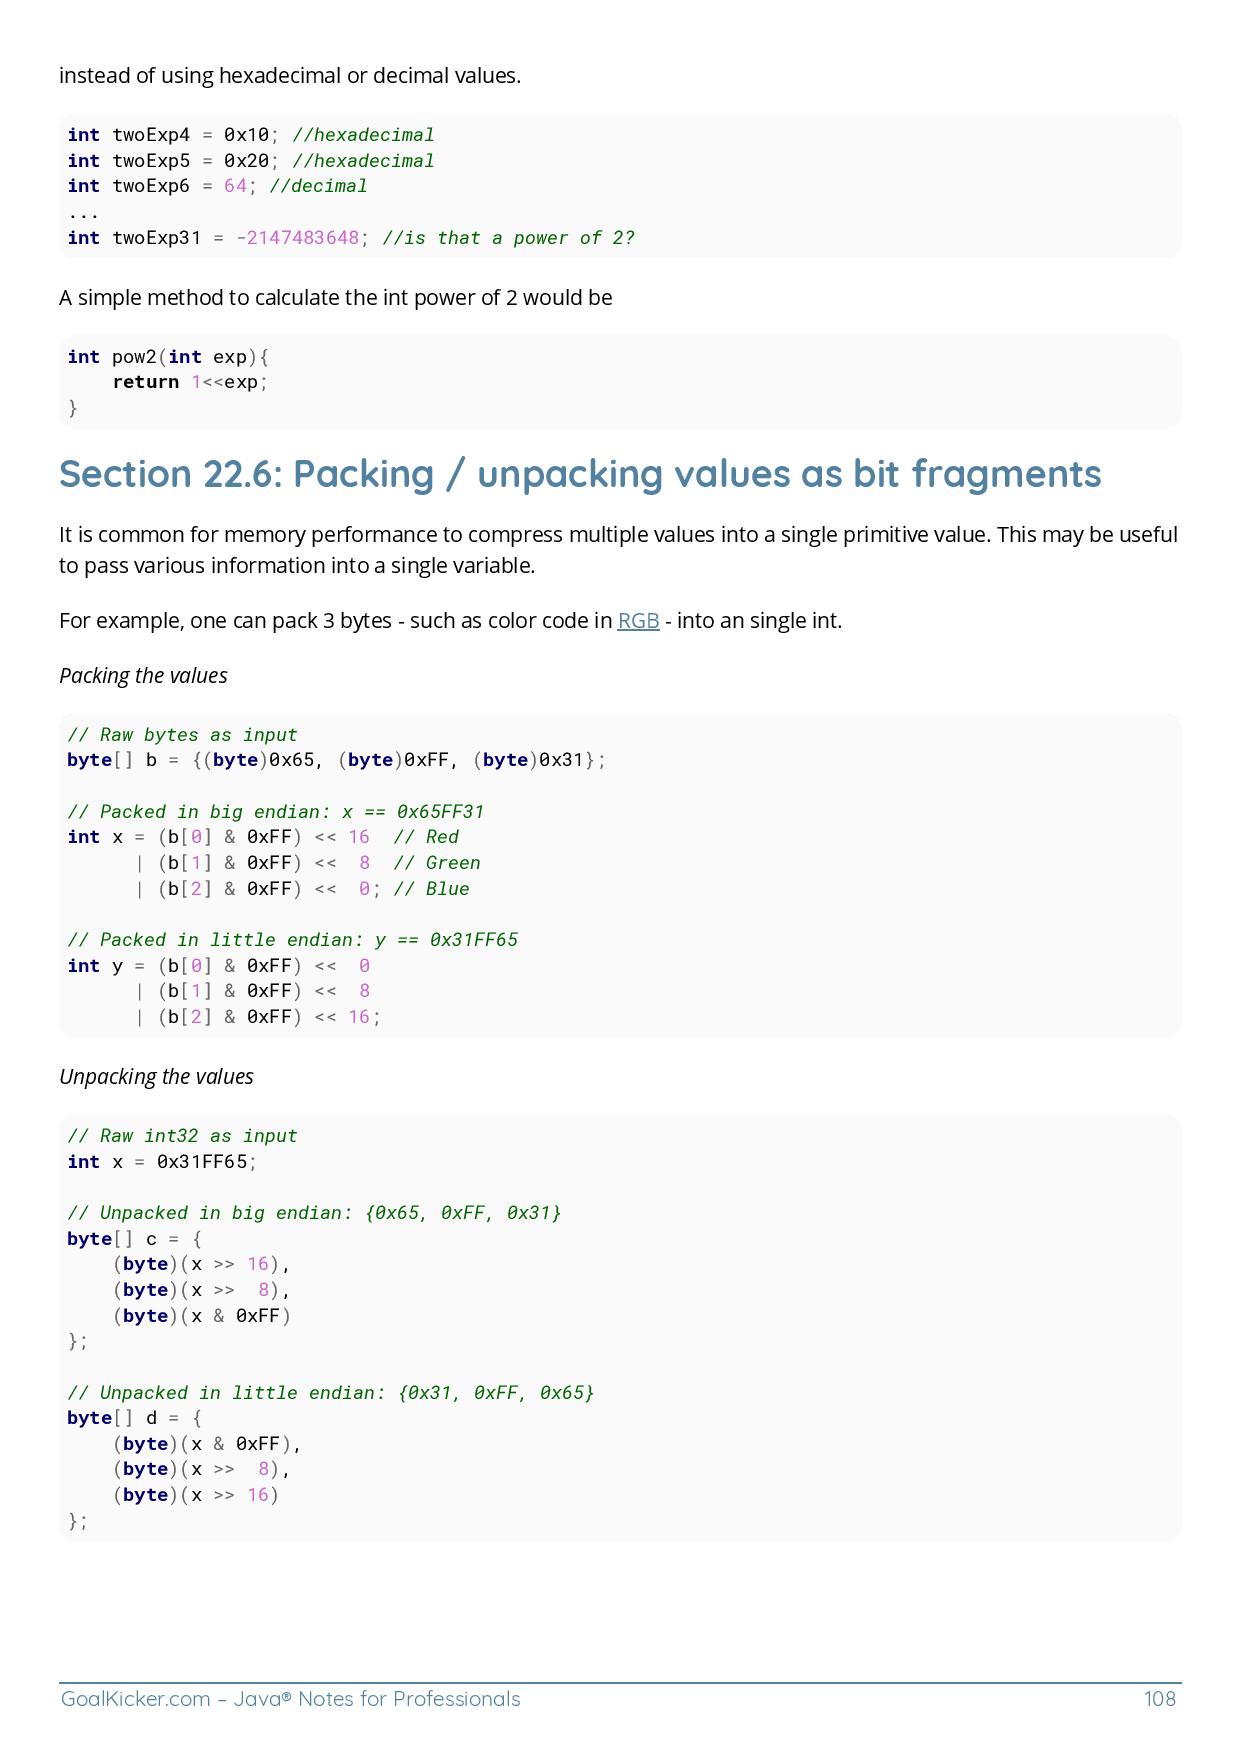 instead of using hexadecimal or decimal values.
int twoExp4 = 0x10; //hexadecimal
int twoExp5 = 0x20; //hexadecimal
int twoExp6 = 64; //decimal
...
int twoExp31 = -2147483648; //is that a power of 2?
A simple method to calculate the int power of 2 would be
int pow2(int exp){
    return 1<<exp;
}
Section 22.6: Packing / unpacking values as bit fragments
It is common for memory performance to compress multiple values into a single primitive value. This may be useful
to pass various information into a single variable.
For example, one can pack 3 bytes - such as color code in RGB - into an single int.
Packing the values
// Raw bytes as input
byte[] b = {(byte)0x65, (byte)0xFF, (byte)0x31};
// Packed in big endian: x == 0x65FF31
int x = (b[0] & 0xFF) << 16  // Red
      | (b[1] & 0xFF) <<  8  // Green
      | (b[2] & 0xFF) <<  0; // Blue
// Packed in little endian: y == 0x31FF65
int y = (b[0] & 0xFF) <<  0
      | (b[1] & 0xFF) <<  8
      | (b[2] & 0xFF) << 16;
Unpacking the values
// Raw int32 as input
int x = 0x31FF65;
// Unpacked in big endian: {0x65, 0xFF, 0x31}
byte[] c = {
    (byte)(x >> 16),
    (byte)(x >>  8),
    (byte)(x & 0xFF)
};
// Unpacked in little endian: {0x31, 0xFF, 0x65}
byte[] d = {
    (byte)(x & 0xFF),
    (byte)(x >>  8),
    (byte)(x >> 16)
};
GoalKicker.com – Java® Notes for Professionals 108